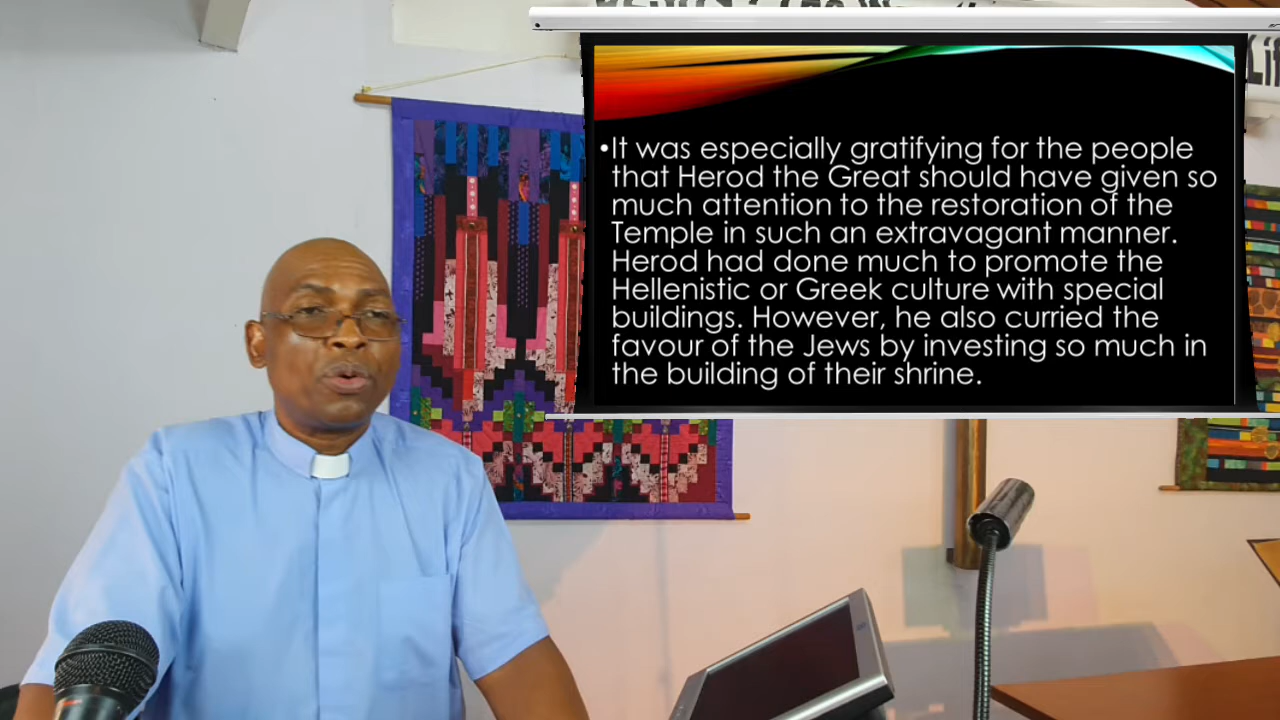 •It was especially gratifying for the people
that Herod the Great should have given so
much attention to the restoration of the
Temple in such an extravagant manner.
Herod had done much to promote the
Hellenistic or Greek culture with special
buildings. However, he also curried the
favour of the Jews by investing so much in
the building of their shrine.